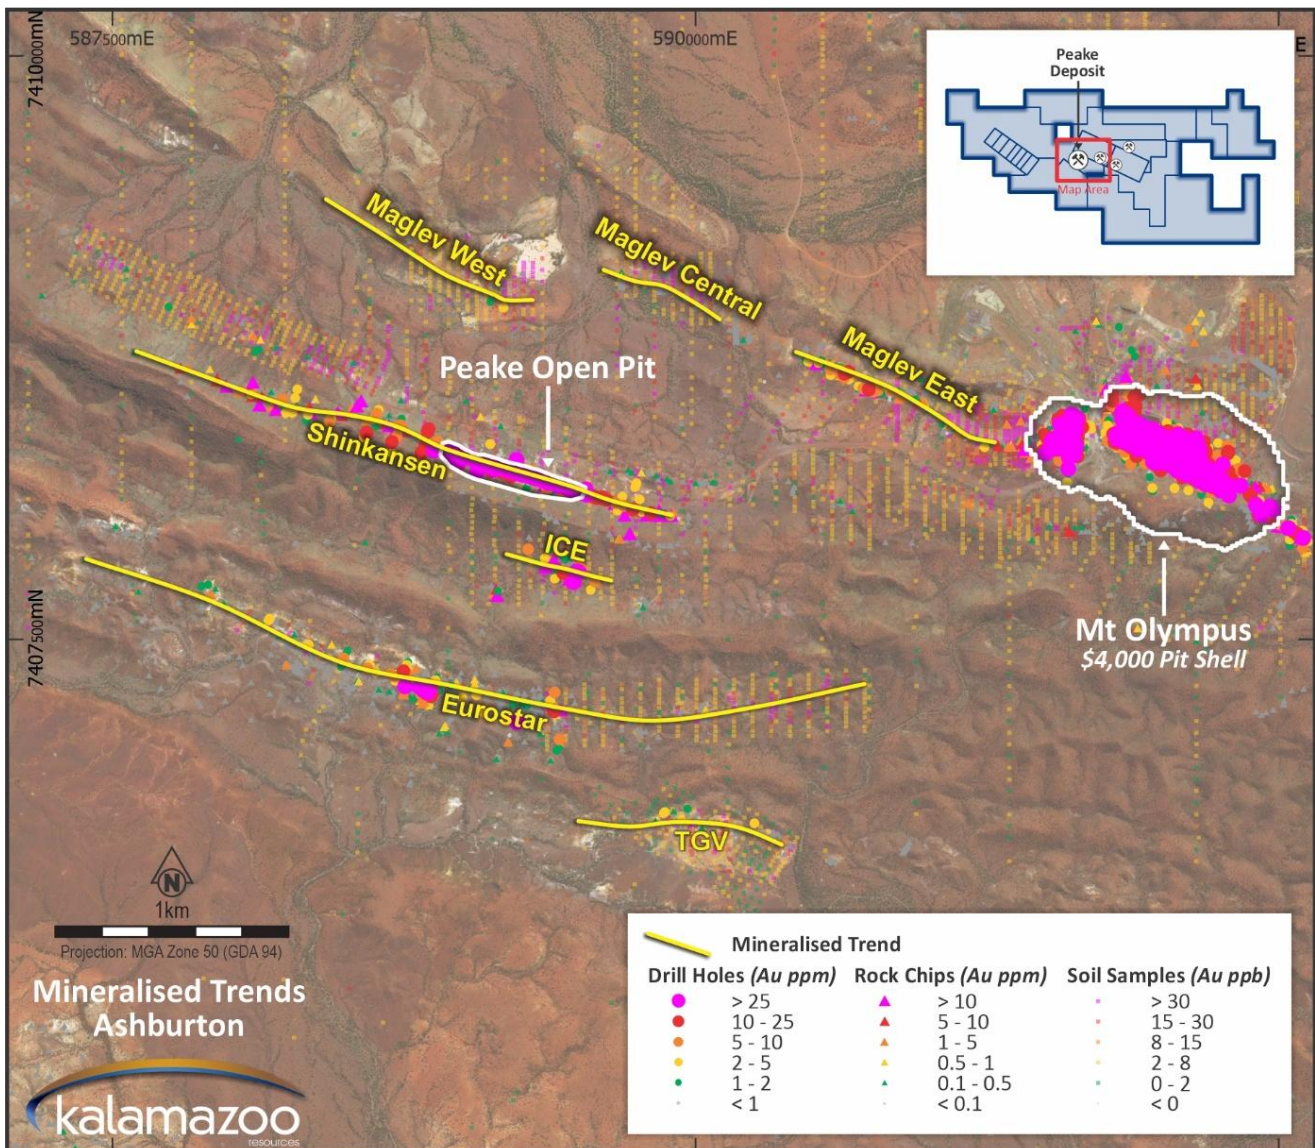 587500mE
590000mE
E
7410000mN
7407500mN
Peake
Deposit
Map Area
Maglev West
Maglev Central
Maglev East
Peake Open Pit
Shinkansen
ICE
Mt Olympus
$4,000 Pit Shell
Eurostar
TGV
N
1km
Projection: MGA Zone 50 (GDA 94)
Mineralised Trends
Ashburton
kalamazoo
resources
Mineralised Trend
Drill Holes (Au ppm) Rock Chips (Au ppm) Soil Samples (Au ppb)
> 25 > 10 > 30
10 - 25 5 - 10 15 - 30
5 - 10 1 - 5 8 - 15
2 - 5 0.5 - 1 2 - 8
1 - 2 0.1 - 0.5 0 - 2
< 1 < 0.1 < 0